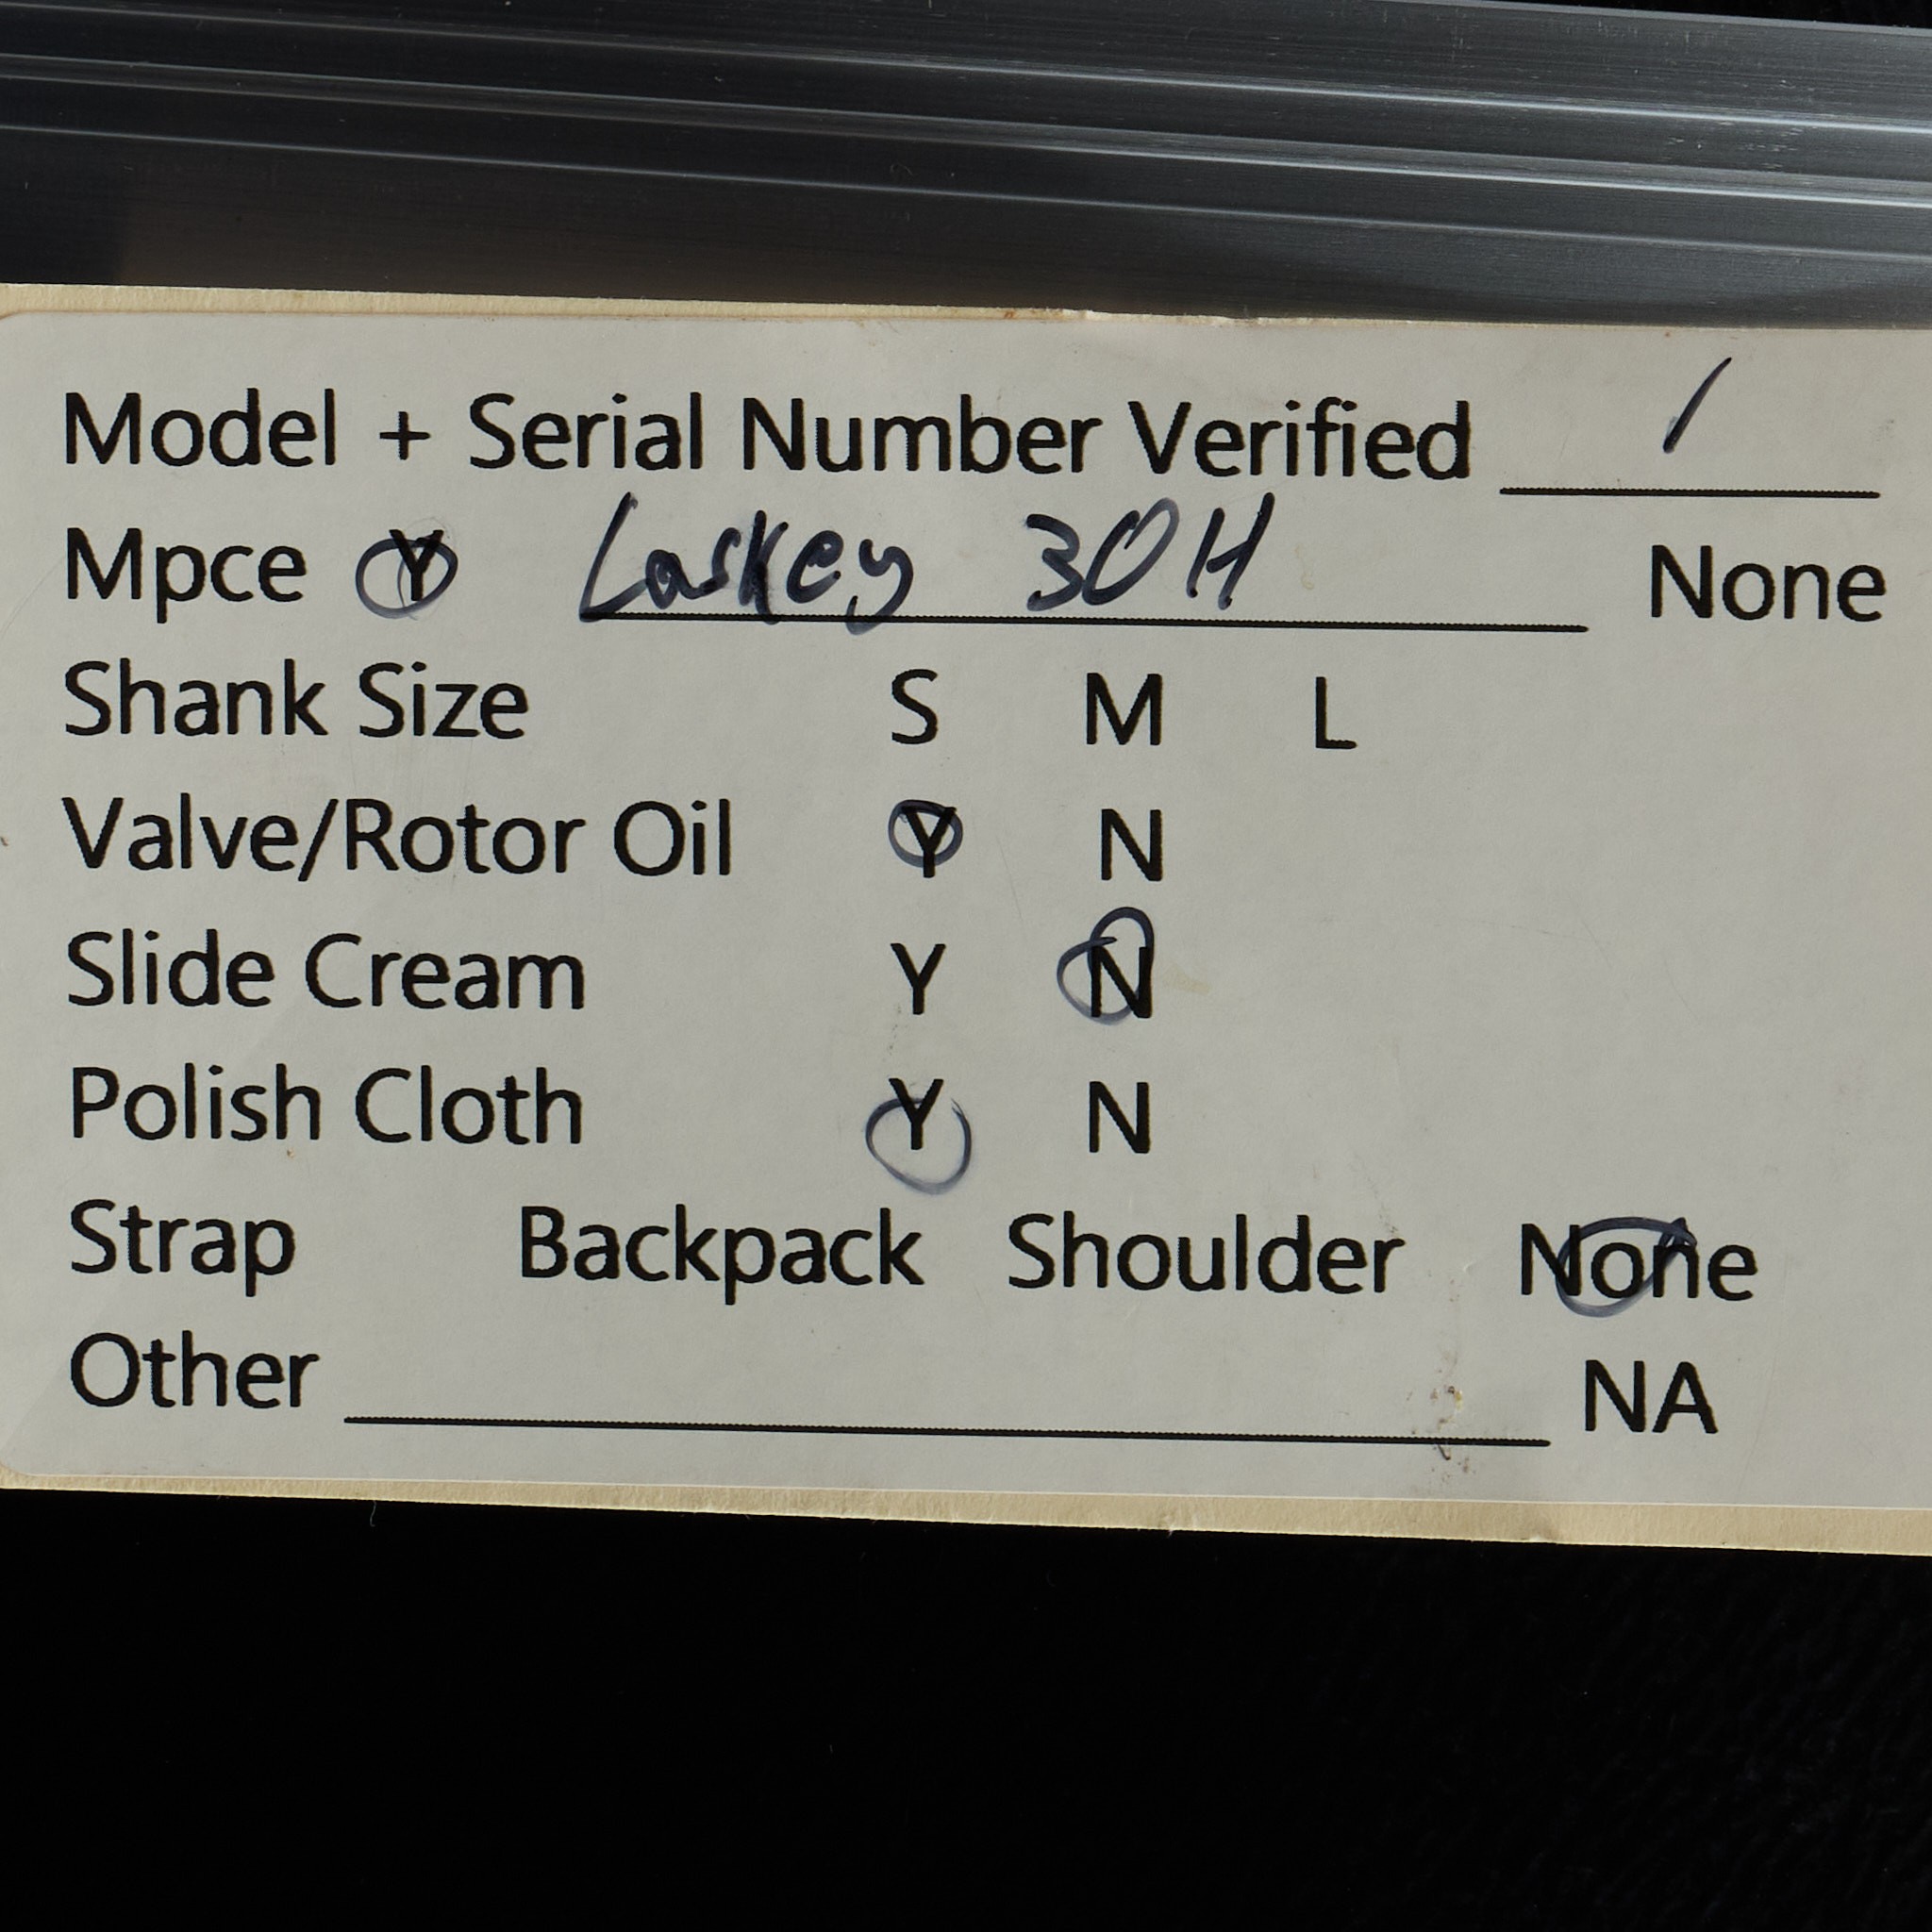 Model + Serial Number Verified /
Mpce Y Laskey 30H None
Shank Size S M L
Valve/Rotor Oil Y N
Slide Cream Y N
Polish Cloth Y N
Strap Backpack Shoulder None
Other NA